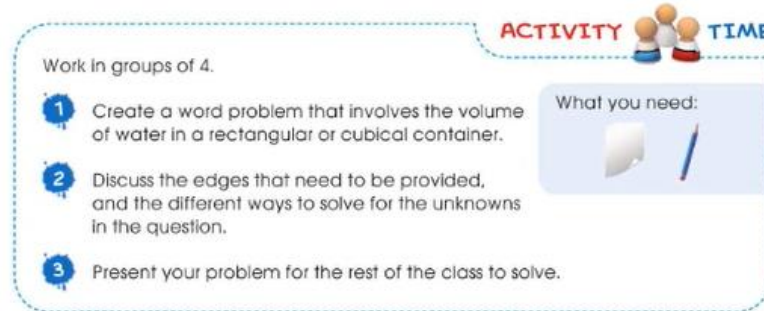 ACTIVITY TIME
Work in groups of 4.
What you need:
1 Create a word problem that involves the volume
of water in a rectangular or cubical container.
2 Discuss the edges that need to be provided,
and the different ways to solve for the unknowns
in the question.
3 Present your problem for the rest of the class to solve.